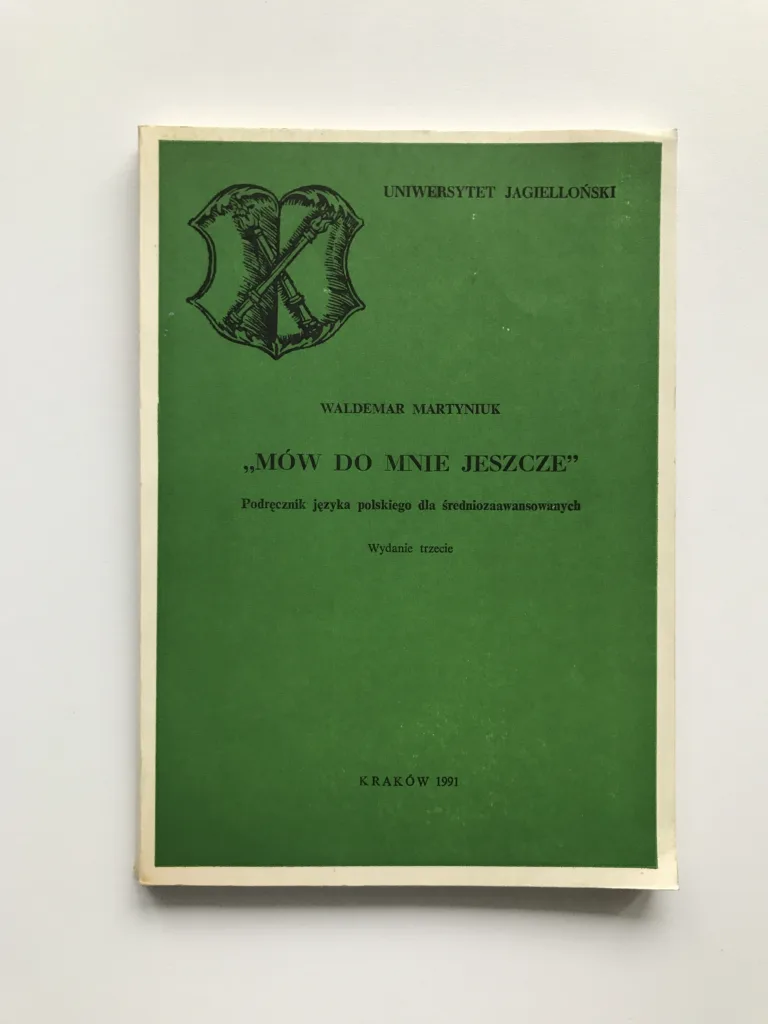 UNIWERSYTET JAGIELLOŃSKI
WALDEMAR MARTYNIUK
„MÓW DO MNIE JESZCZE”
Podręcznik języka polskiego dla średniozaawansowanych
Wydanie trzecie
KRAKÓW 1991